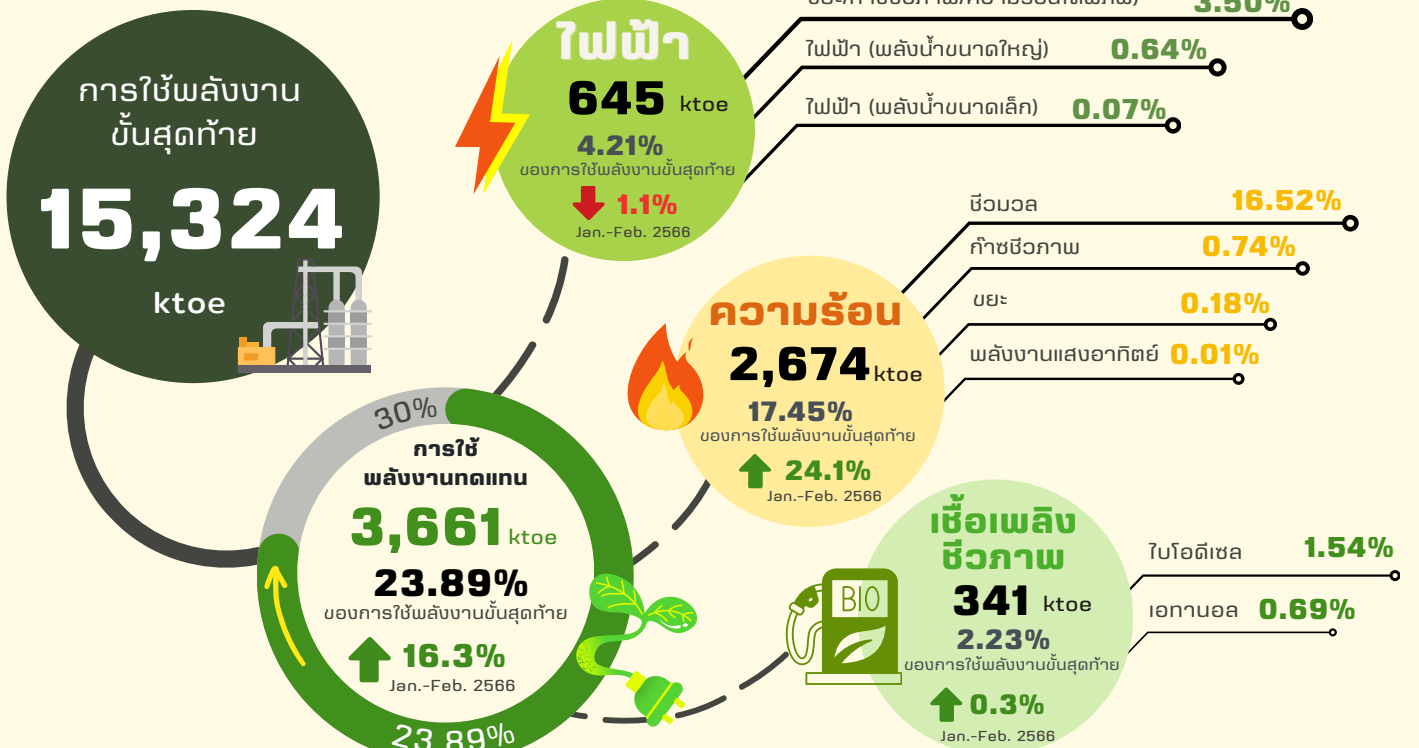 การใช้พลังงาน
ขั้นสุดท้าย
15,324
ktoe
ไฟฟ้า
645 ktoe
4.21%
ของการใช้พลังงานขั้นสุดท้าย
1.1%
Jan.-Feb. 2566
3.50%
ไฟฟ้า (พลังน้ำขนาดใหญ่) 0.64%
ไฟฟ้า (พลังน้ำขนาดเล็ก) 0.07%
ความร้อน
2,674 ktoe
17.45%
ของการใช้พลังงานขั้นสุดท้าย
24.1%
Jan.-Feb. 2566
ชีวมวล 16.52%
ก๊าซชีวภาพ 0.74%
ขยะ 0.18%
พลังงานแสงอาทิตย์ 0.01%
30%
การใช้
พลังงานทดแทน
3,661 ktoe
23.89%
ของการใช้พลังงานขั้นสุดท้าย
16.3%
Jan.-Feb. 2566
23.89%
เชื้อเพลิง
ชีวภาพ
BIO
341 ktoe
2.23%
ของการใช้พลังงานขั้นสุดท้าย
0.3%
Jan.-Feb. 2566
ไบโอดีเซล 1.54%
เอทานอล 0.69%